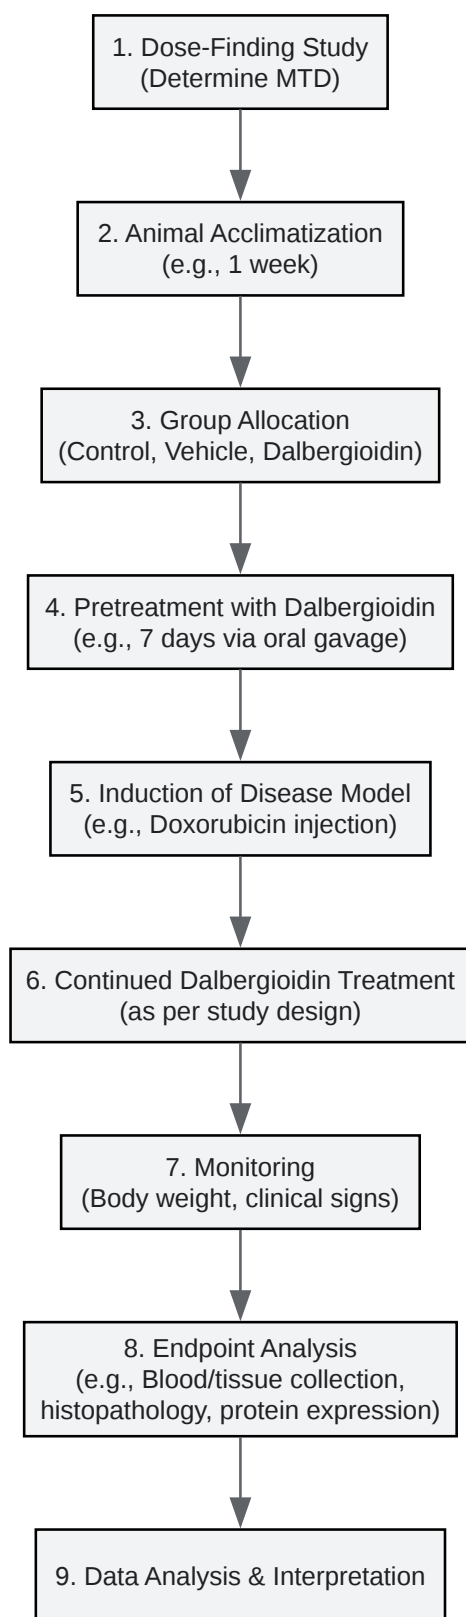 1. Dose-Finding Study
(Determine MTD)
2. Animal Acclimatization
(e.g., 1 week)
3. Group Allocation
(Control, Vehicle, Dalbergioidin)
4. Pretreatment with Dalbergioidin
(e.g., 7 days via oral gavage)
5. Induction of Disease Model
(e.g., Doxorubicin injection)
6. Continued Dalbergioidin Treatment
(as per study design)
7. Monitoring
(Body weight, clinical signs)
8. Endpoint Analysis
(e.g., Blood/tissue collection,
histopathology, protein expression)
9. Data Analysis & Interpretation